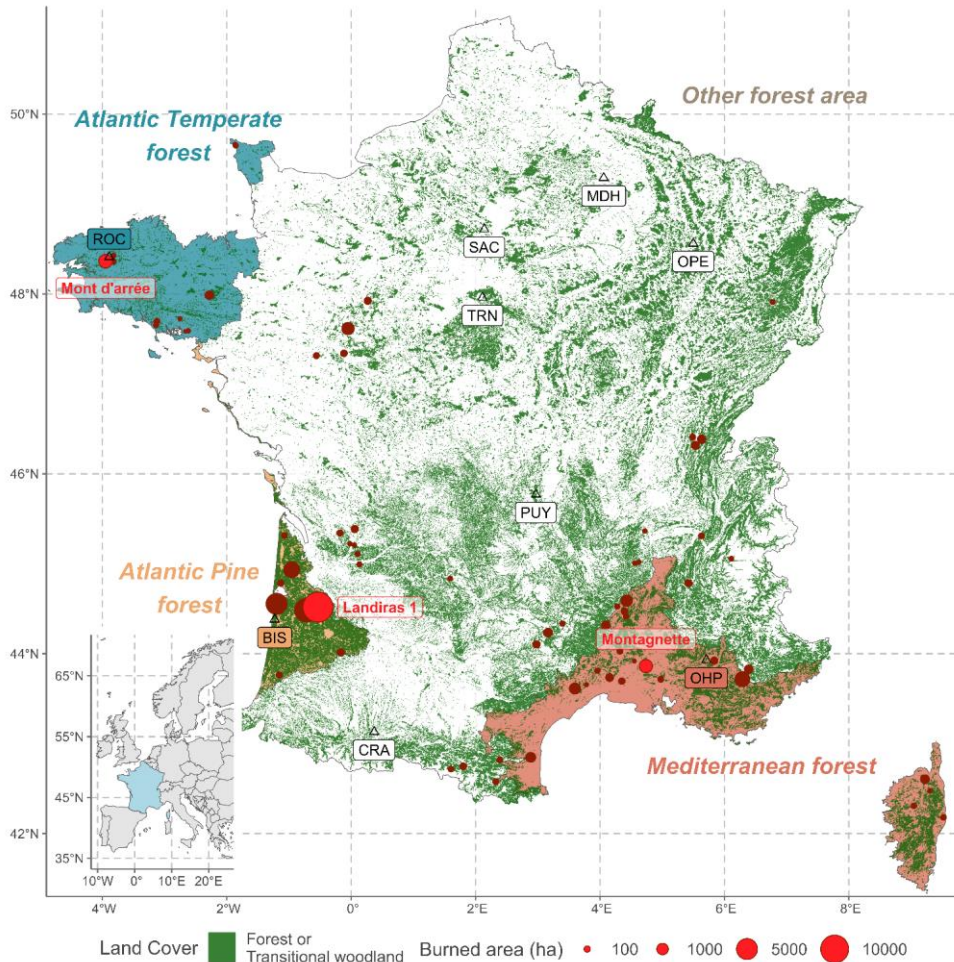 Other forest area
50°N
Atlantic Temperate
forest
MDH
ROC
SAC
OPE
Mont d'arrée
48°N
TRN
46°N
PUY
Atlantic Pine
forest
Landiras 1
BIS
Montagnette
44°N
65°N
OHP
55°N
CRA
Mediterranean forest
45°N
42°N
35°N
10°W 0° 10°E 20°E
4°W 2°W 0° 2°E 4°E 6°E 8°E
Land Cover Forest or
Transitional woodland
Burned area (ha) 100 1000 5000 10000